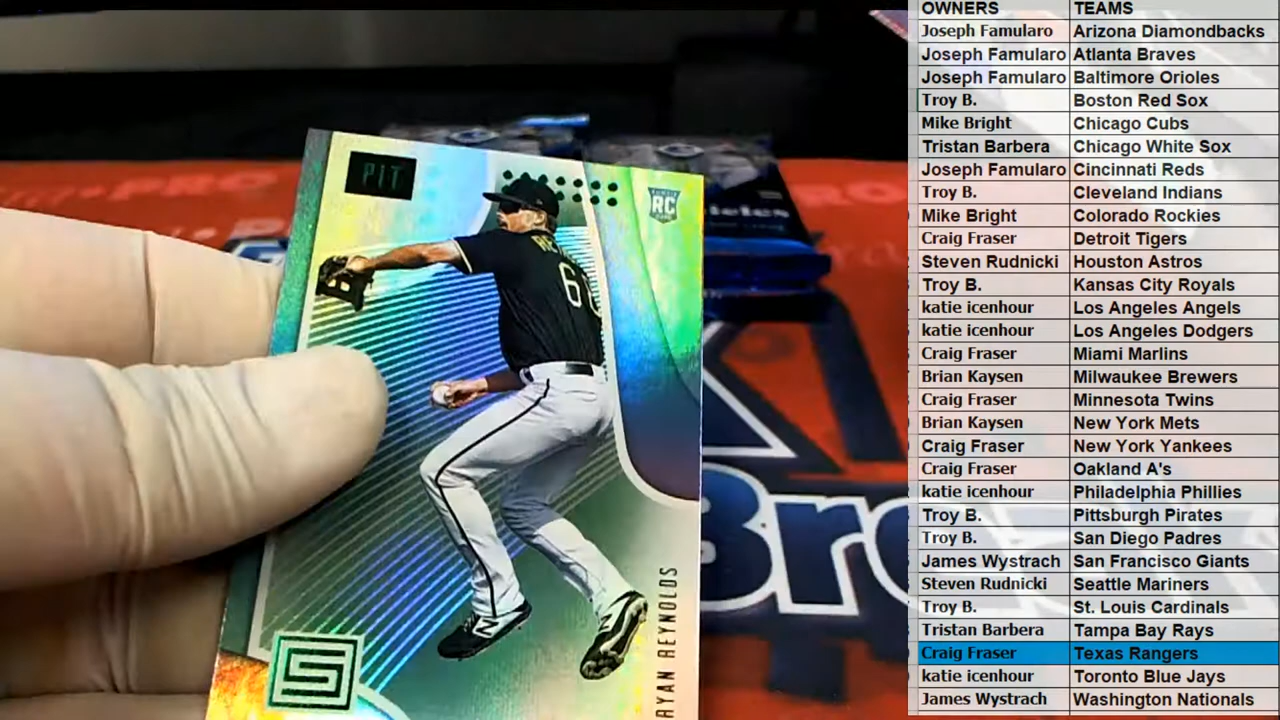 OWNERS TEAMS
Joseph Famularo Arizona Diamondbacks
Joseph Famularo Atlanta Braves
Joseph Famularo Baltimore Orioles
Troy B. Boston Red Sox
Mike Bright Chicago Cubs
Tristan Barbera Chicago White Sox
Joseph Famularo Cincinnati Reds
Troy B. Cleveland Indians
Mike Bright Colorado Rockies
Craig Fraser Detroit Tigers
Steven Rudnicki Houston Astros
Troy B. Kansas City Royals
katie icenhour Los Angeles Angels
katie icenhour Los Angeles Dodgers
Craig Fraser Miami Marlins
Brian Kaysen Milwaukee Brewers
Craig Fraser Minnesota Twins
Brian Kaysen New York Mets
Craig Fraser New York Yankees
Craig Fraser Oakland A's
katie icenhour Philadelphia Phillies
Troy B. Pittsburgh Pirates
Troy B. San Diego Padres
James Wystrach San Francisco Giants
Steven Rudnicki Seattle Mariners
Troy B. St. Louis Cardinals
Tristan Barbera Tampa Bay Rays
Craig Fraser Texas Rangers
katie icenhour Toronto Blue Jays
James Wystrach Washington Nationals
PIT
RC
S
YAN REYNOLDS
PRO
Bro